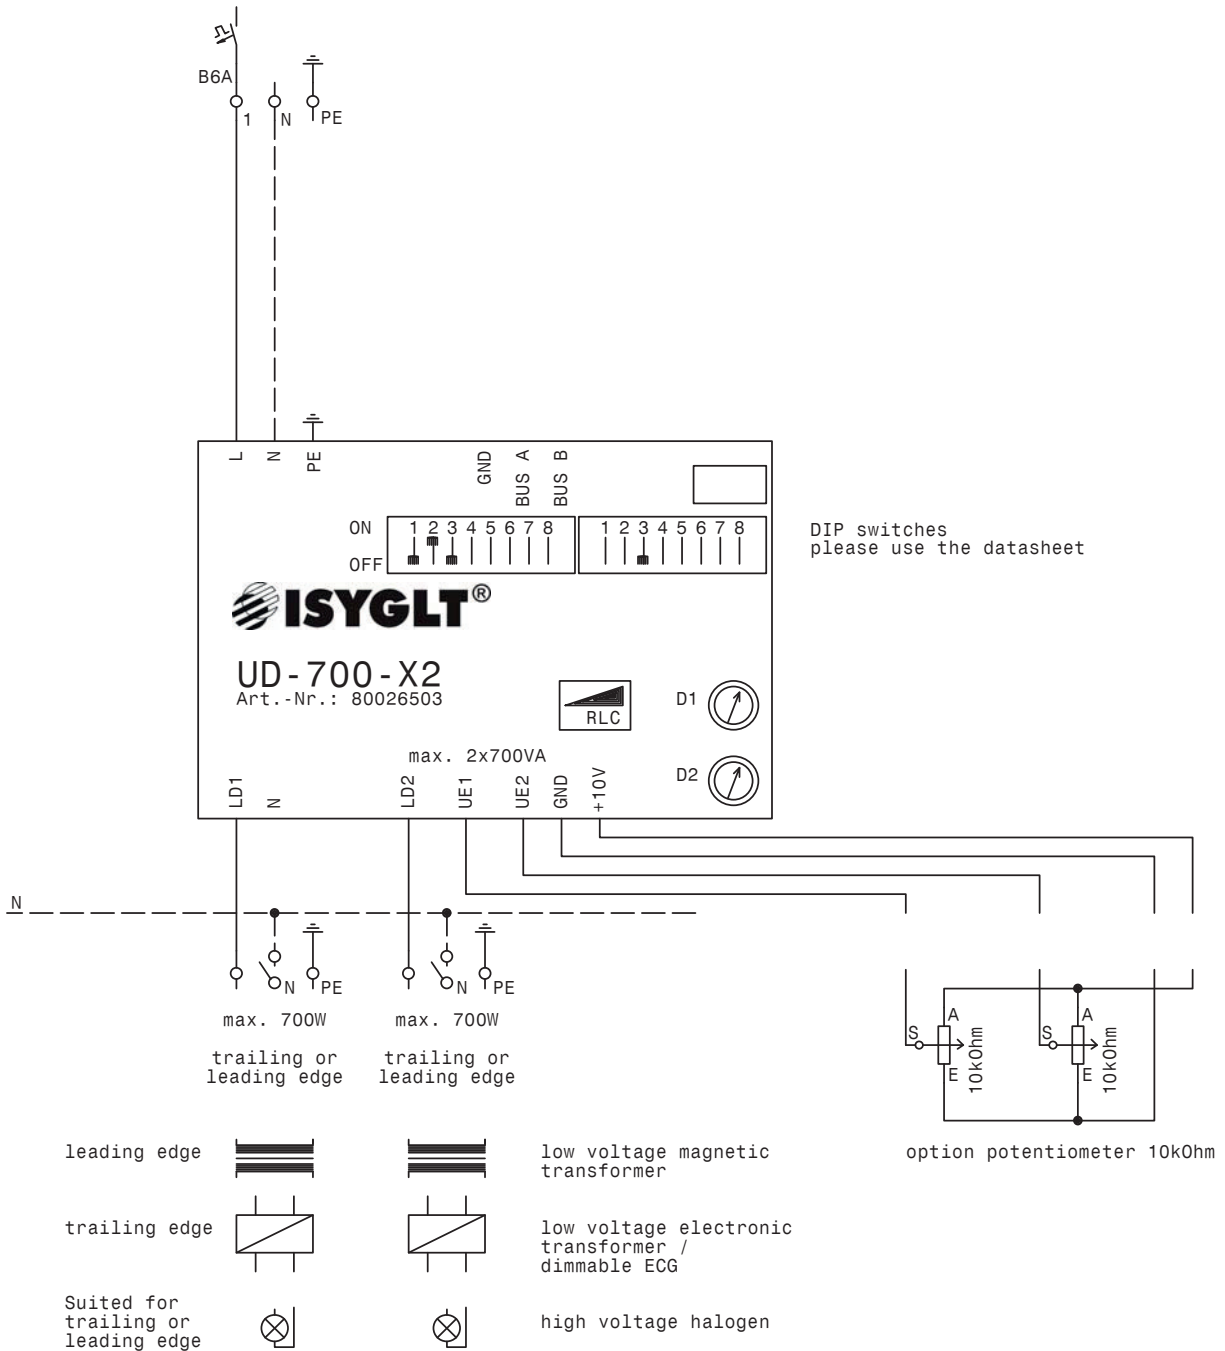 B6A
1
N
PE
L
N
PE
GND
BUS A
BUS B
ON
1 2 3 4 5 6 7 8
1 2 3 4 5 6 7 8
OFF
DIP switches
please use the datasheet
ISYGLT®
UD-700-X2
Art.-Nr.: 80026503
RLC
D1
max. 2x700VA
D2
LD1
N
LD2
UE1
UE2
GND
+10V
N
N
PE
N
PE
max. 700W
max. 700W
trailing or
leading edge
trailing or
leading edge
A
S
E
10kOhm
A
S
E
10kOhm
option potentiometer 10kOhm
leading edge
low voltage magnetic
transformer
trailing edge
low voltage electronic
transformer /
dimmable ECG
Suited for
trailing or
leading edge
high voltage halogen